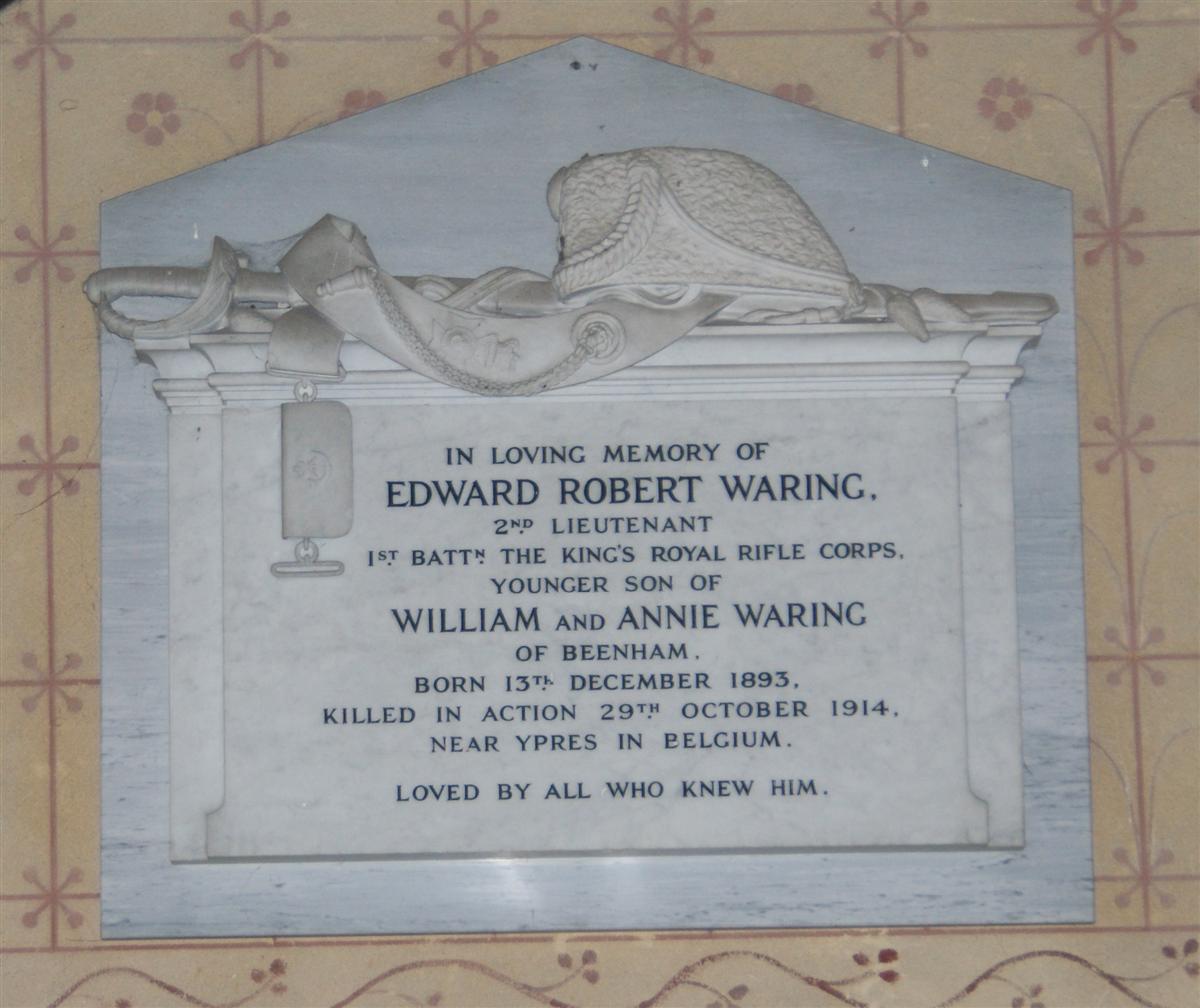 IN LOVING MEMORY OF
EDWARD ROBERT WARING,
2ND. LIEUTENANT
1ST. BATTN. THE KING'S ROYAL RIFLE CORPS,
YOUNGER SON OF
WILLIAM AND ANNIE WARING
OF BEENHAM,
BORN 13TH. DECEMBER 1893,
KILLED IN ACTION 29TH. OCTOBER 1914,
NEAR YPRES IN BELGIUM.
LOVED BY ALL WHO KNEW HIM.